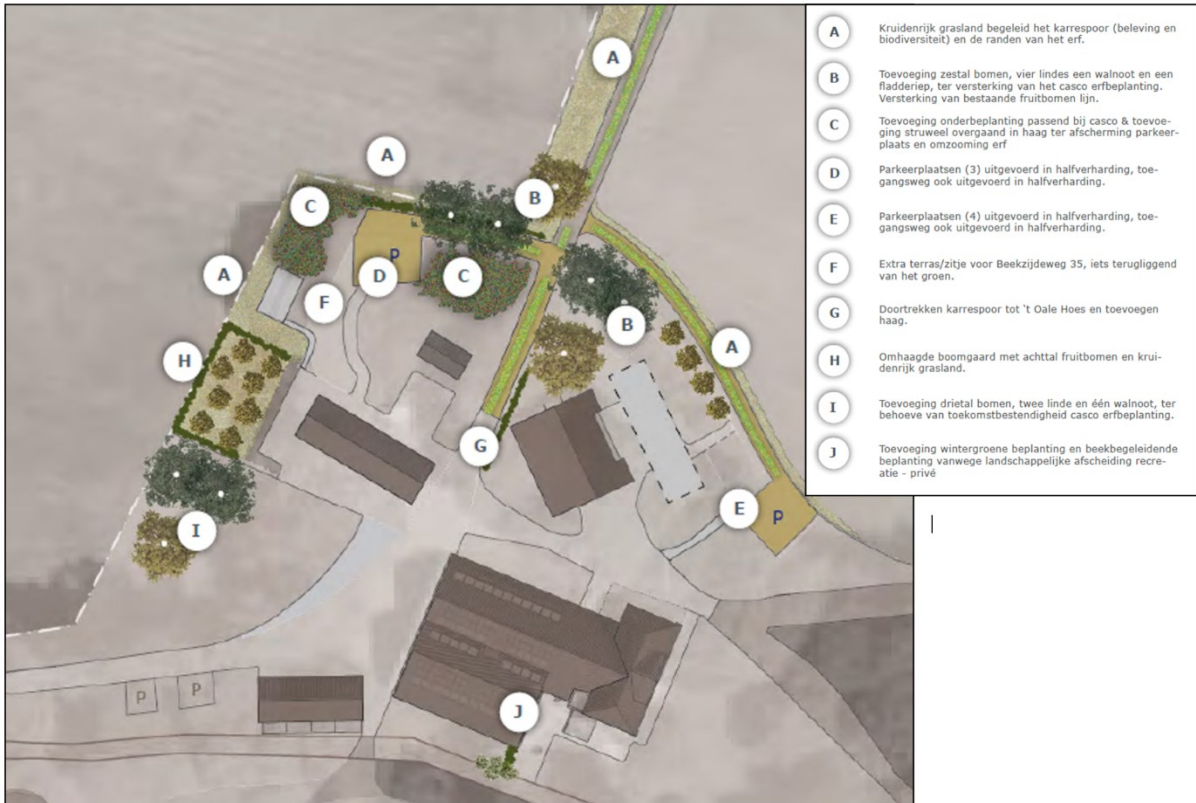 A
Kruidenrijk grasland begeleid het karrespoor (beleving en
biodiversiteit) en de randen van het erf.
B
Toevoeging zestal bomen, vier lindes een walnoot en een
fladderiep, ter versterking van het casco erfbeplanting.
Versterking van bestaande fruitbomen lijn.
C
Toevoeging onderbeplanting passend bij casco & toevoe-
ging struweel overgaand in haag ter afscherming parkeer-
plaats en omzooming erf
D
Parkeerplaatsen (3) uitgevoerd in halfverharding, toe-
gangsweg ook uitgevoerd in halfverharding.
E
Parkeerplaatsen (4) uitgevoerd in halfverharding, toe-
gangsweg ook uitgevoerd in halfverharding.
F
Extra terras/zitje voor Beekzijdeweg 35, iets terugliggend
van het groen.
G
Doortrekken karrespoor tot 't Oale Hoes en toevoegen
haag.
H
Omhaagde boomgaard met achttal fruitbomen en krui-
denrijk grasland.
I
Toevoeging drietal bomen, twee linde en één walnoot, ter
behoeve van toekomstbestendigheid casco erfbeplanting.
J
Toevoeging wintergroene beplanting en beekbegeleidende
beplanting vanwege landschappelijke afscheiding recre-
atie - privé
A
A
B
C
P
D
C
A
F
B
A
H
G
I
E
P
J
P
P